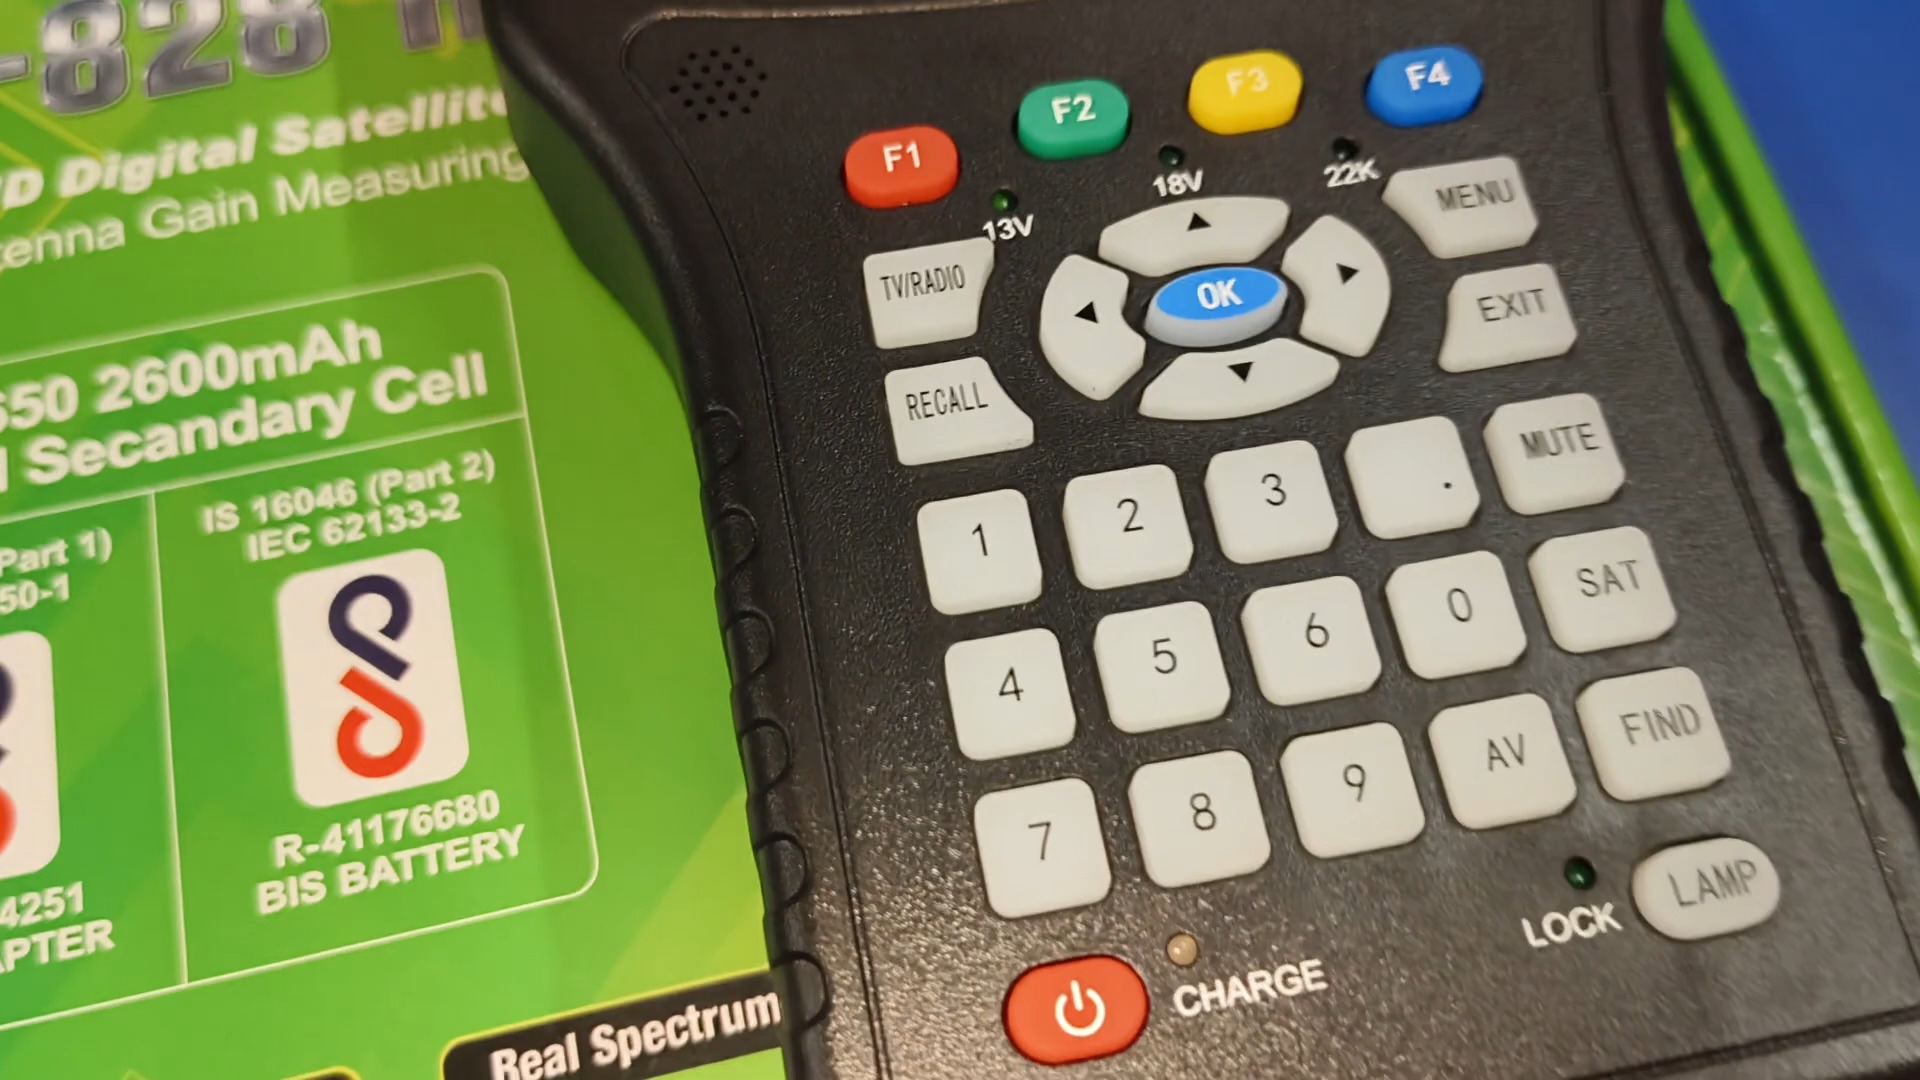 -828
D Digital Satellite
enna Gain Measuring
650 2600mAh
Secandary Cell
IS 16046 (Part 2)
IEC 62133-2
Part 1)
50-1
R-41176680
BIS BATTERY
4251
APTER
Real Spectrum
F1
F2
F3
F4
13V
18V
22K
TV/RADIO
OK
MENU
EXIT
RECALL
1
2
3
.
MUTE
4
5
6
0
SAT
7
8
9
AV
FIND
LOCK
LAMP
CHARGE